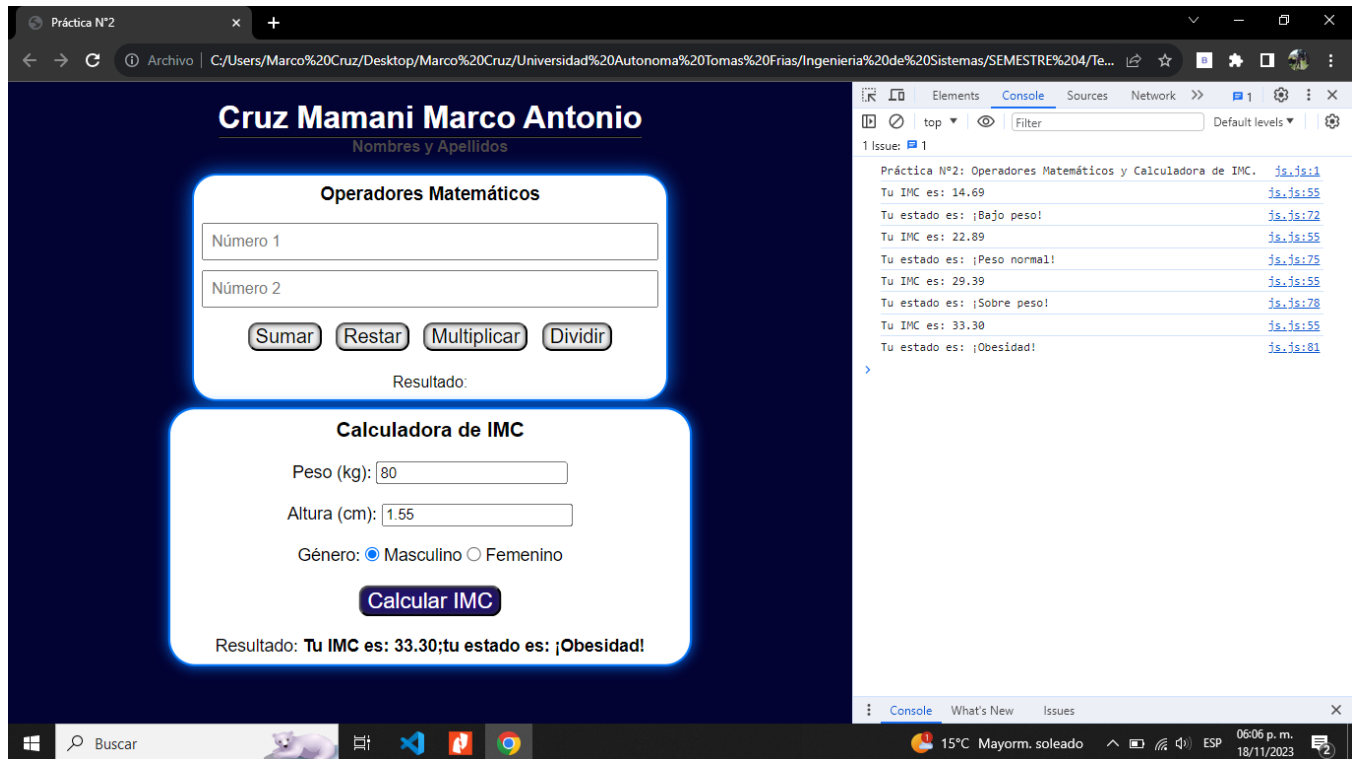 Práctica N°2
Archivo C:/Users/Marco%20Cruz/Desktop/Marco%20Cruz/Universidad%20Autonoma%20Tomas%20Frias/Ingenieria%20de%20Sistemas/SEMESTRE%204/Te...
Cruz Mamani Marco Antonio
Nombres y Apellidos
Operadores Matemáticos
Número 1
Número 2
Sumar Restar Multiplicar Dividir
Resultado:
Calculadora de IMC
Peso (kg): 80
Altura (cm): 1.55
Género: Masculino Femenino
Calcular IMC
Resultado: Tu IMC es: 33.30;tu estado es: ¡Obesidad!
Elements Console Sources Network 1
top Filter Default levels
1 Issue: 1
Práctica Nº2: Operadores Matemáticos y Calculadora de IMC. js.js:1
Tu IMC es: 14.69 js.js:55
Tu estado es: ¡Bajo peso! js.js:72
Tu IMC es: 22.89 js.js:55
Tu estado es: ¡Peso normal! js.js:75
Tu IMC es: 29.39 js.js:55
Tu estado es: ¡Sobre peso! js.js:78
Tu IMC es: 33.30 js.js:55
Tu estado es: ¡Obesidad! js.js:81
Console What's New Issues
Buscar
15°C Mayorm. soleado ESP 06:06 p. m.
18/11/2023 2